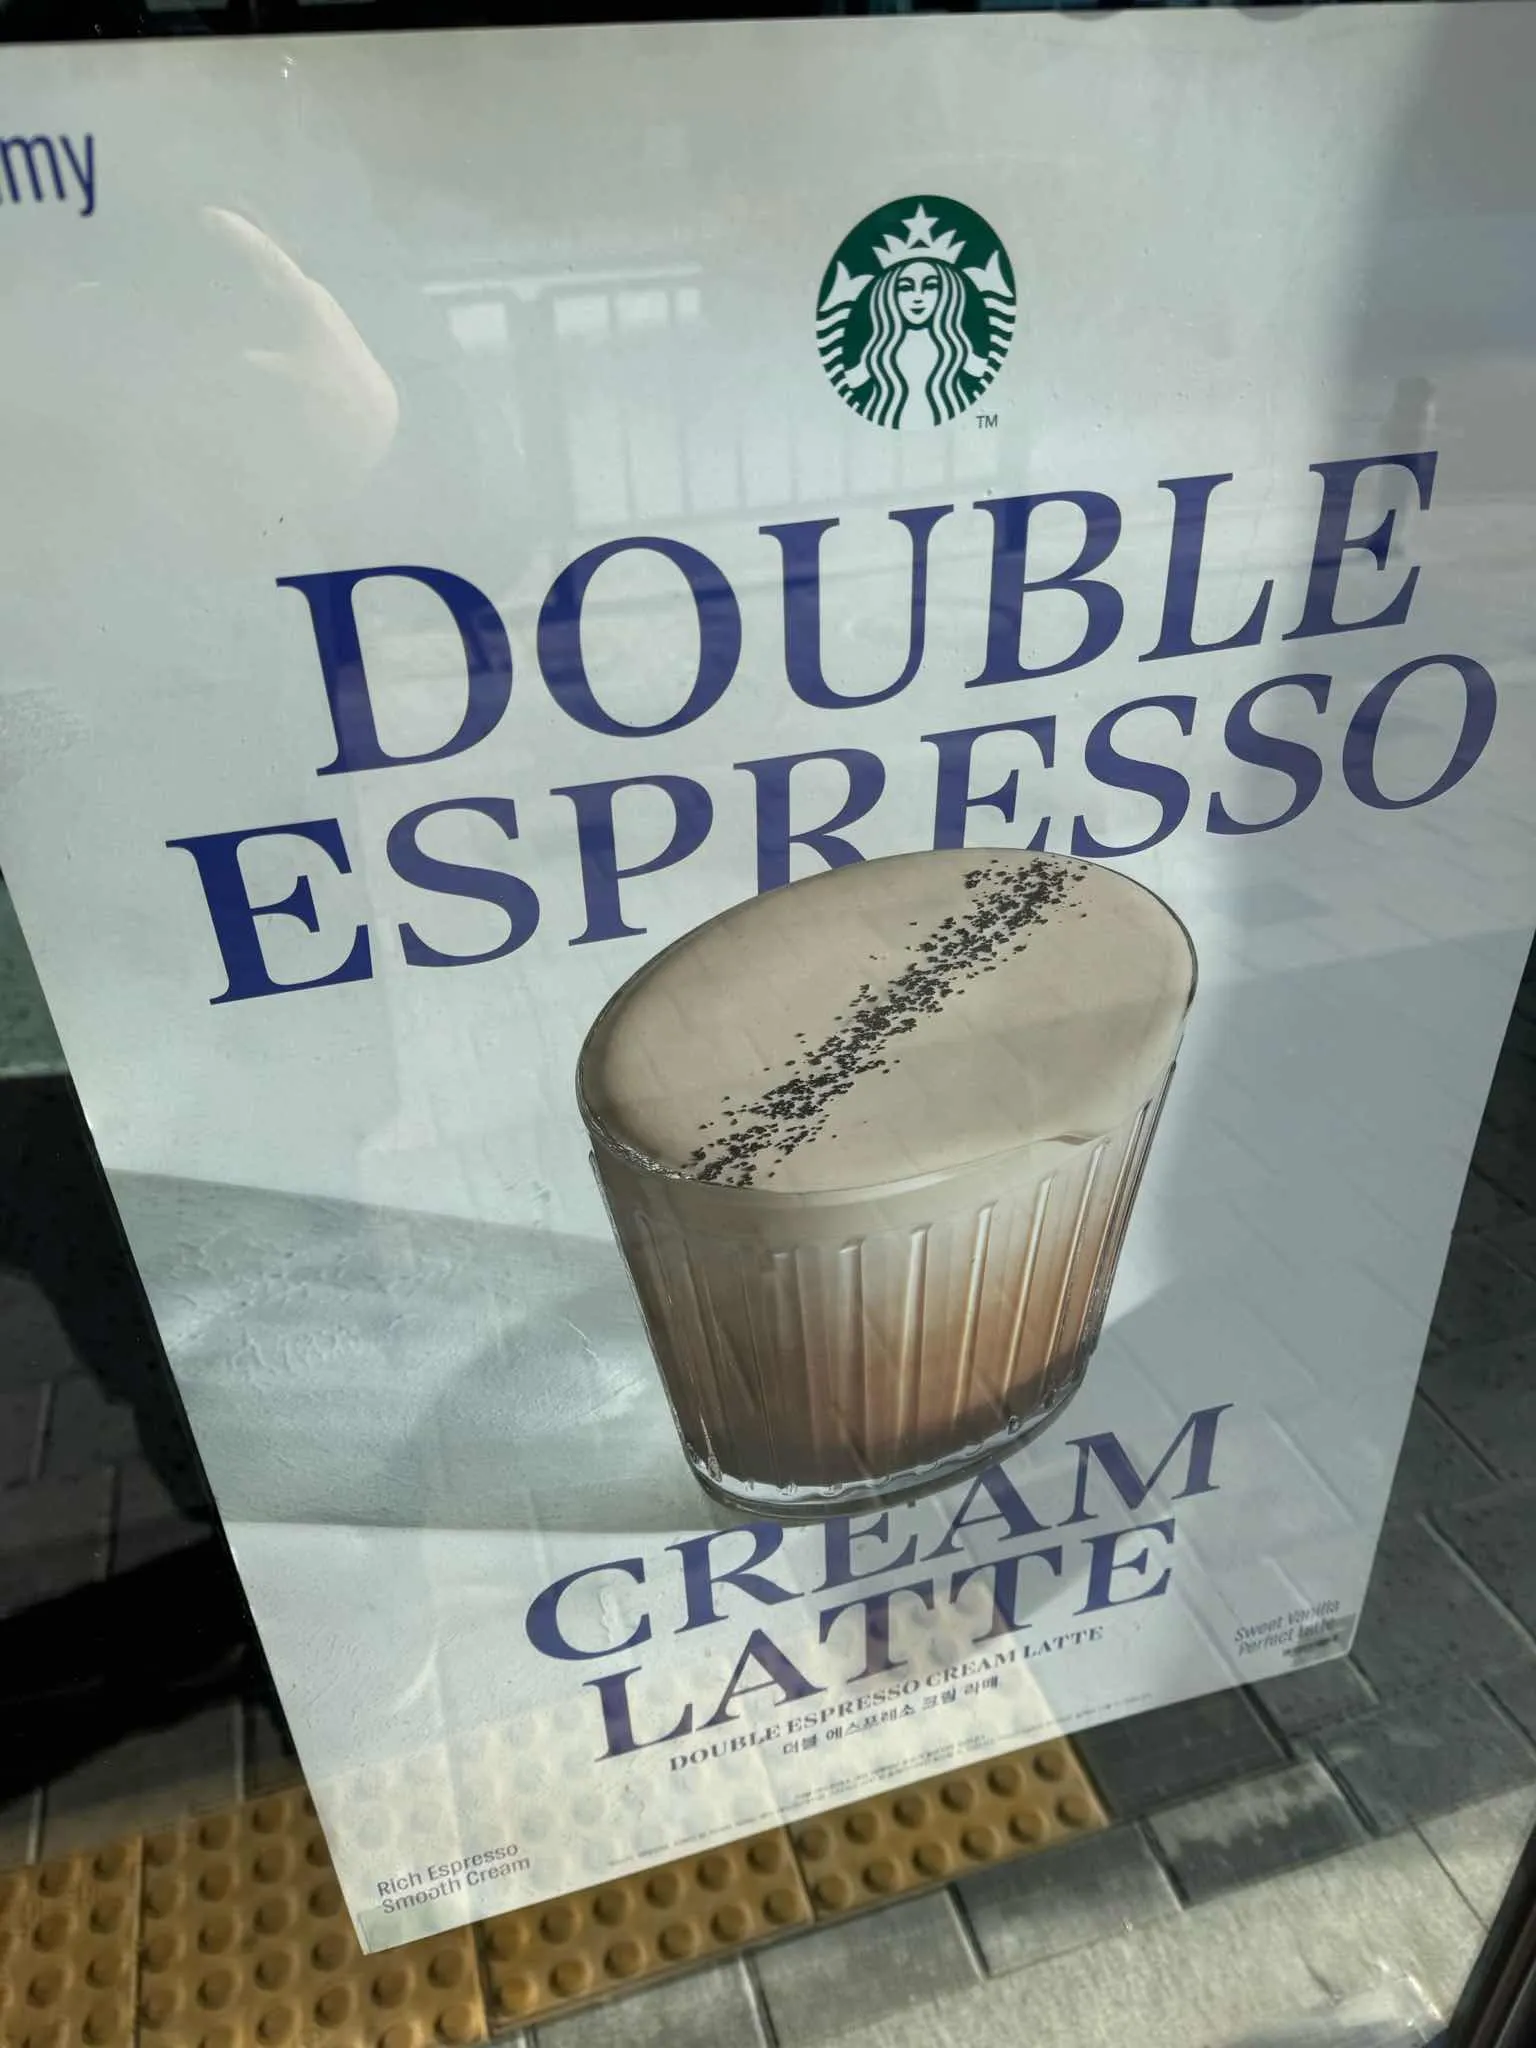 my
TM
DOUBLE
ESPRESSO
CREAM
LATTE
DOUBLE ESPRESSO CREAM LATTE
더블 에스프레소 크림 라떼
Sweet Vanilla
Perfect Latte
Rich Espresso
Smooth Cream